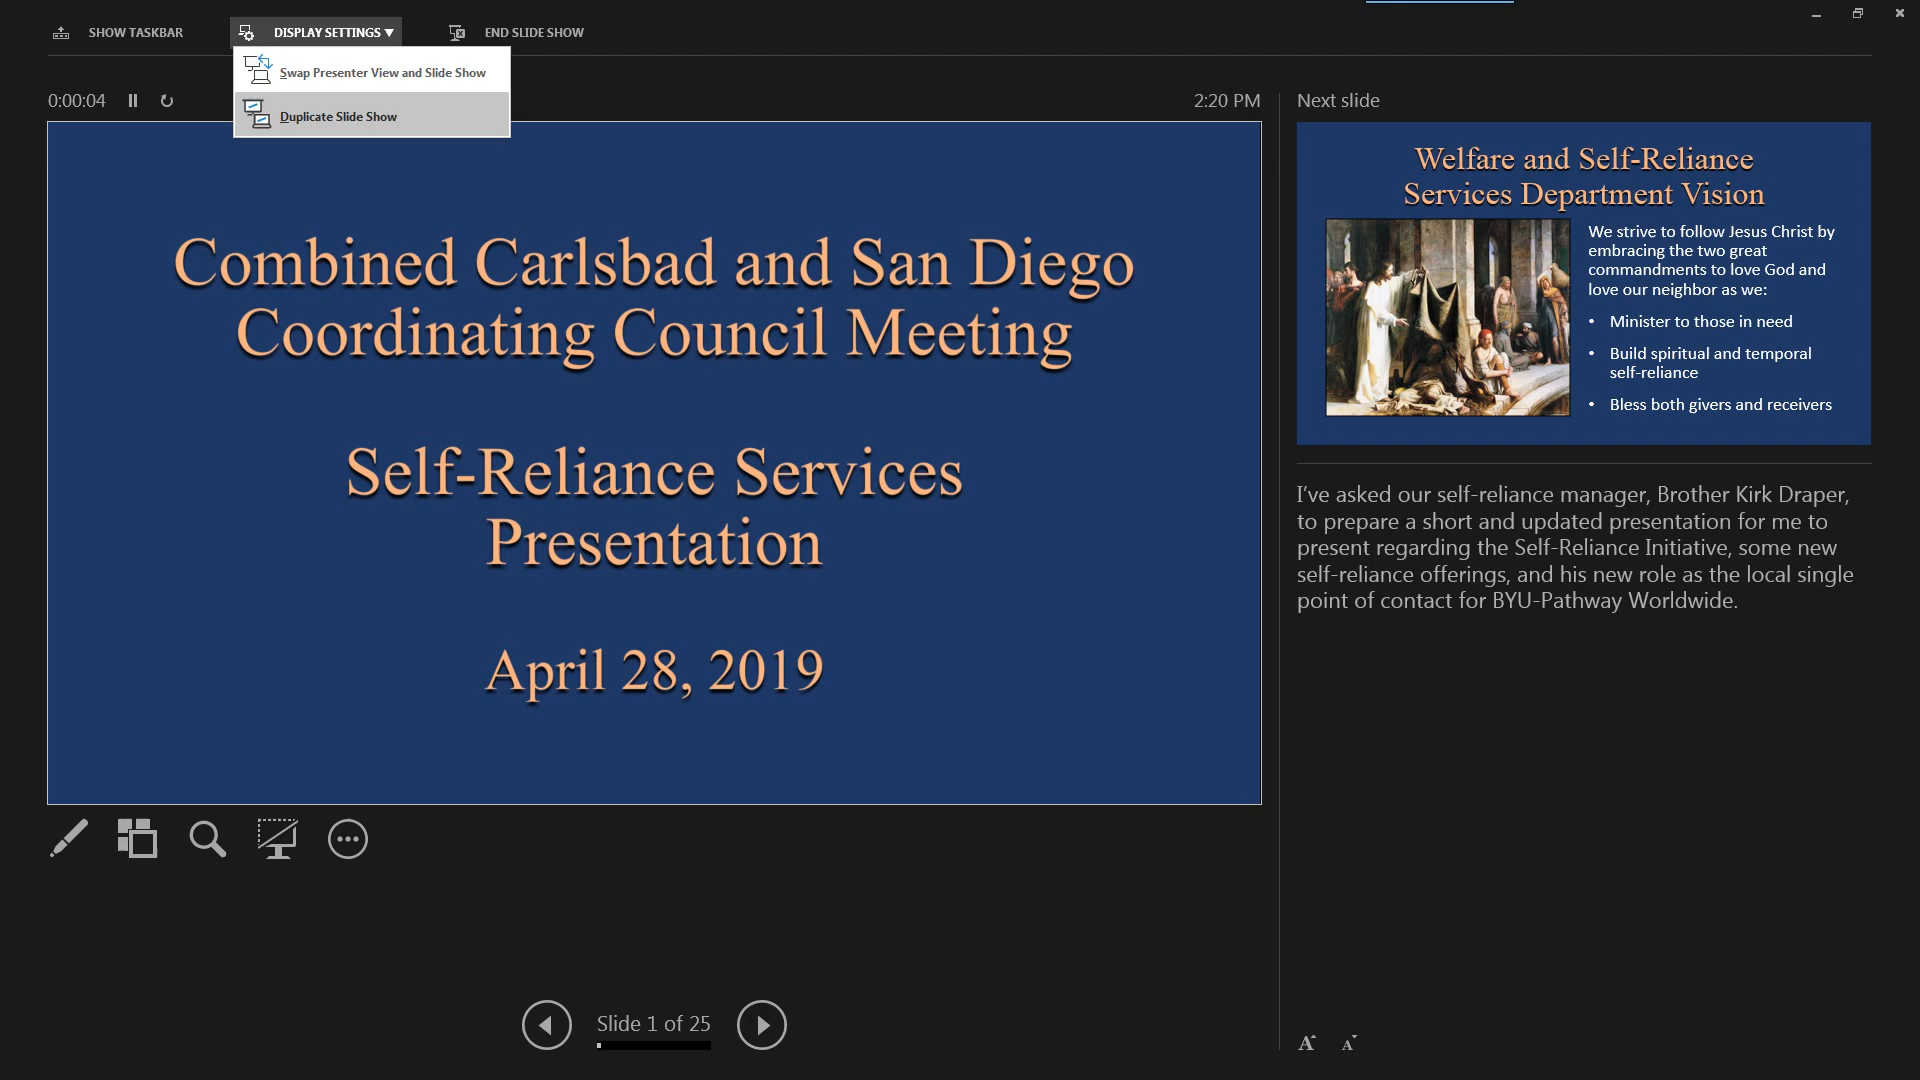 SHOW TASKBAR
DISPLAY SETTINGS ▼
END SLIDE SHOW
Swap Presenter View and Slide Show
Duplicate Slide Show
0:00:04
2:20 PM
Combined Carlsbad and San Diego
Coordinating Council Meeting
Self-Reliance Services
Presentation
April 28, 2019
Slide 1 of 25
Next slide
Welfare and Self-Reliance
Services Department Vision
We strive to follow Jesus Christ by
embracing the two great
commandments to love God and
love our neighbor as we:
• Minister to those in need
• Build spiritual and temporal
self-reliance
• Bless both givers and receivers
I’ve asked our self-reliance manager, Brother Kirk Draper,
to prepare a short and updated presentation for me to
present regarding the Self-Reliance Initiative, some new
self-reliance offerings, and his new role as the local single
point of contact for BYU-Pathway Worldwide.
A A